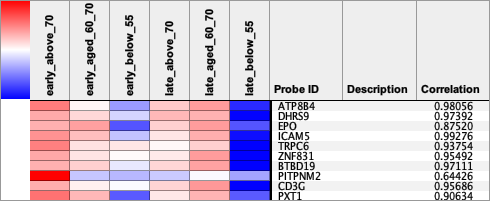 early_above_70
early_aged_60_70
early_below_55
late_above_70
late_aged_60_70
late_below_55
Probe ID Description Correlation
ATP8B4 0.98056
DHRS9 0.97392
EPO 0.87520
ICAM5 0.99276
TRPC6 0.93754
ZNF831 0.95492
BTBD19 0.97111
PITPNM2 0.64426
CD3G 0.95686
PXT1 0.90634